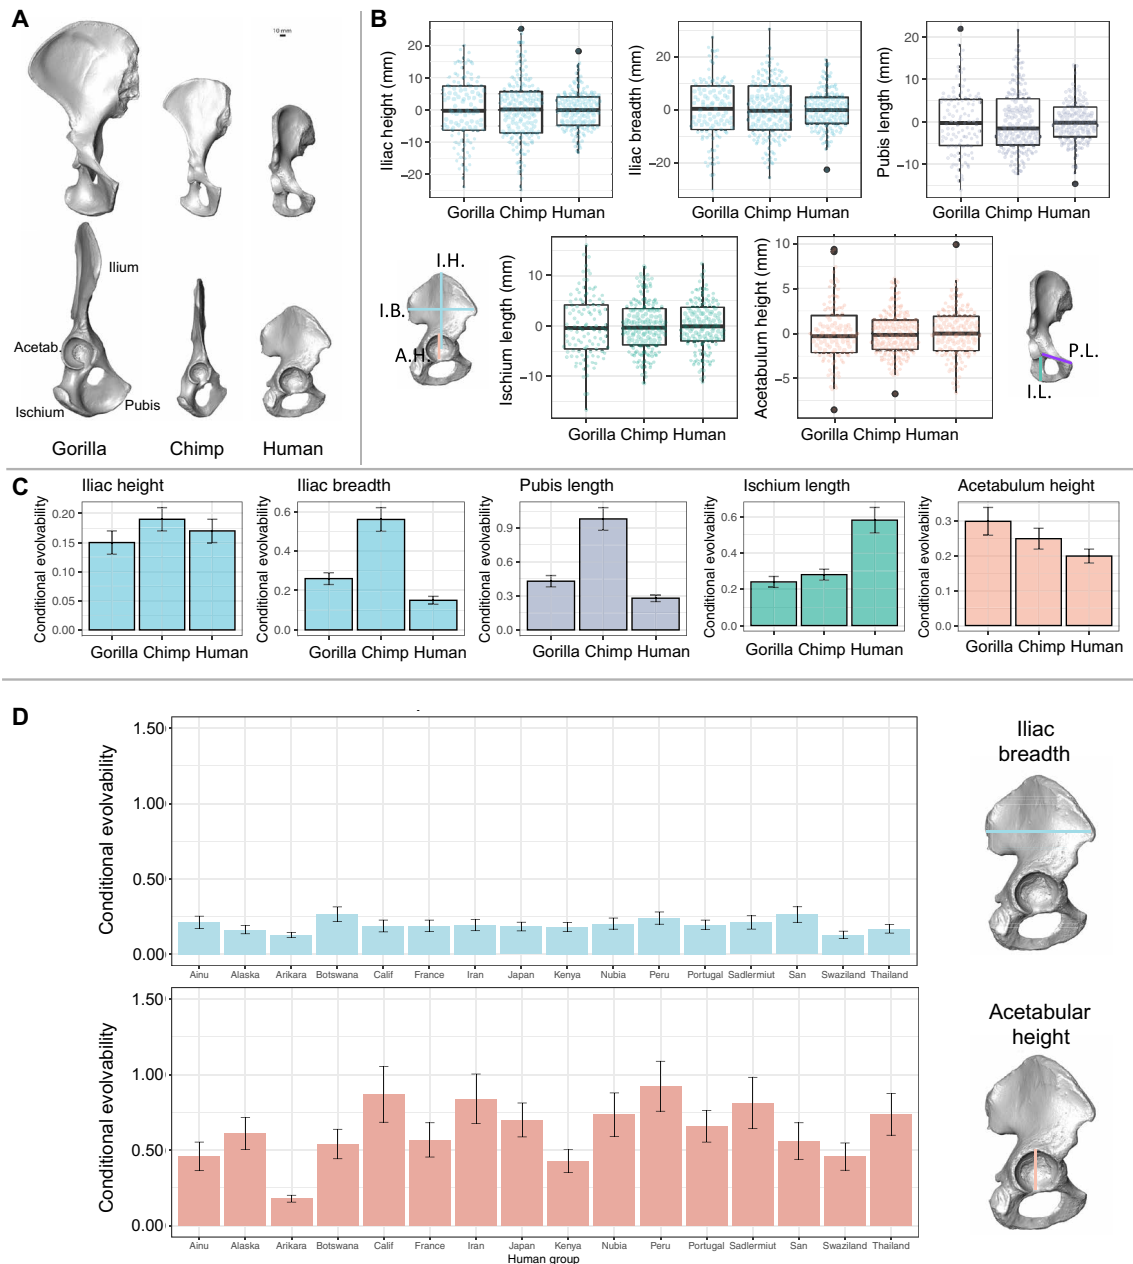 A
10 mm
Ilium
Acetab.
Ischium
Pubis
Gorilla
Chimp
Human
B
Iliac height (mm)
20
10
0
−10
−20
Gorilla Chimp Human
Iliac breadth (mm)
20
0
−20
Gorilla Chimp Human
Pubis length (mm)
20
10
0
−10
Gorilla Chimp Human
I.H.
I.B.
A.H.
Ischium length (mm)
10
0
−10
Gorilla Chimp Human
Acetabulum height (mm)
10
5
0
−5
Gorilla Chimp Human
P.L.
I.L.
C
Iliac height
Conditional evolvability
0.20
0.15
0.10
0.05
0.00
Gorilla Chimp Human
Iliac breadth
Conditional evolvability
0.6
0.4
0.2
0.0
Gorilla Chimp Human
Pubis length
Conditional evolvability
0.9
0.6
0.3
0.0
Gorilla Chimp Human
Ischium length
Conditional evolvability
0.6
0.4
0.2
0.0
Gorilla Chimp Human
Acetabulum height
Conditional evolvability
0.3
0.2
0.1
0.0
Gorilla Chimp Human
D
Conditional evolvability
1.50
1.00
0.50
0.00
Ainu Alaska Arikara Botswana Calif France Iran Japan Kenya Nubia Peru Portugal Sadlermiut San Swaziland Thailand
Iliac
breadth
Conditional evolvability
1.50
1.00
0.50
0.00
Ainu Alaska Arikara Botswana Calif France Iran Japan Kenya Nubia Peru Portugal Sadlermiut San Swaziland Thailand
Human group
Acetabular
height